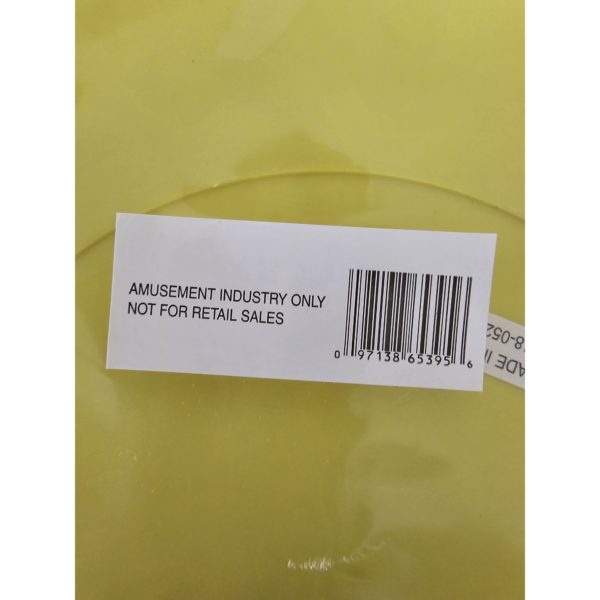 AMUSEMENT INDUSTRY ONLY
NOT FOR RETAIL SALES
0 97138 65395 6